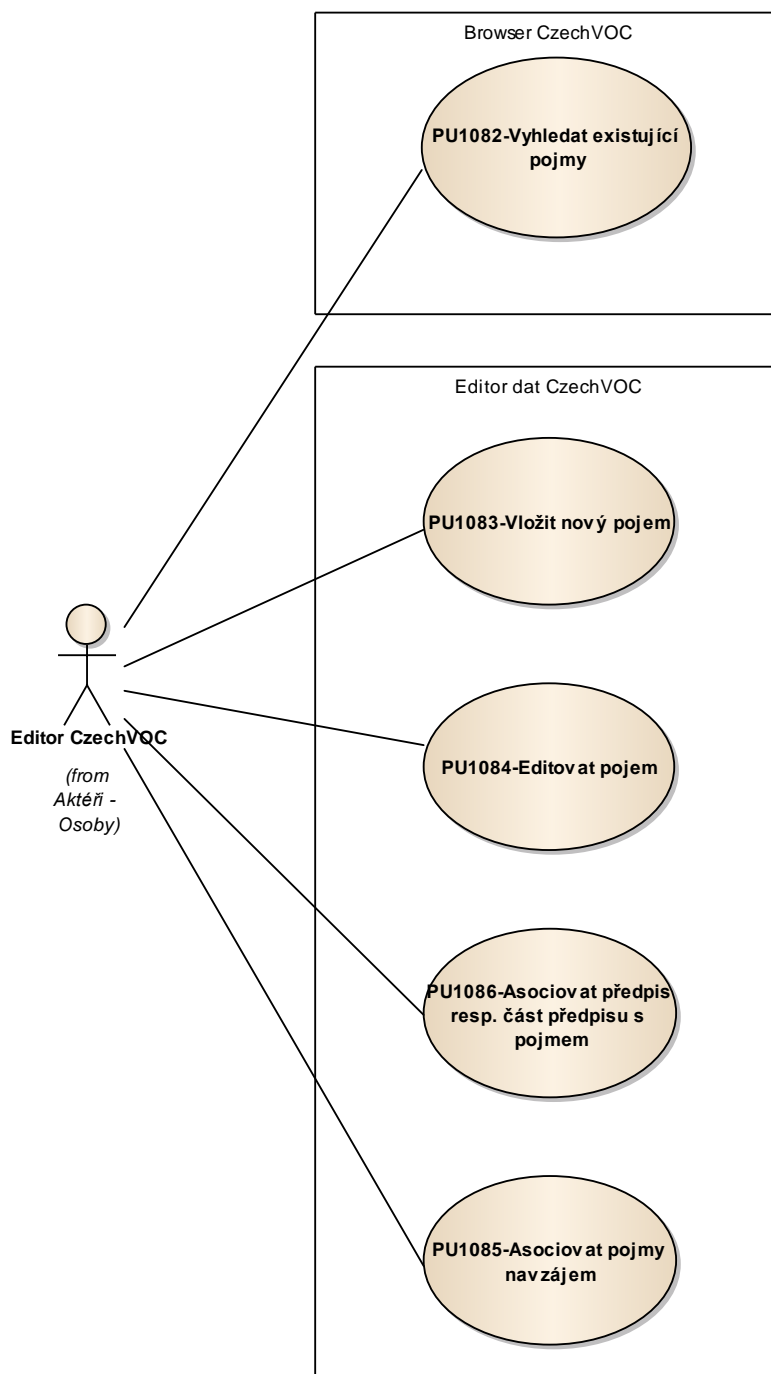 Browser CzechVOC
PU1082-Vyhledat existující
pojmy
Editor dat CzechVOC
PU1083-Vložit nový pojem
Editor CzechVOC
(from
Aktéři -
Osoby)
PU1084-Editovat pojem
PU1086-Asociovat předpis
resp. část předpisu s
pojmem
PU1085-Asociovat pojmy
navzájem